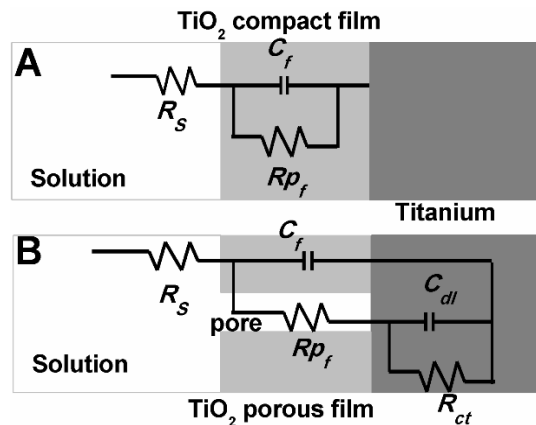 TiO2 compact film
A
Cf
RS
Rpf
Solution
Titanium
B
Cf
RS
Cdl
pore
Rpf
Solution
Rct
TiO2 porous film